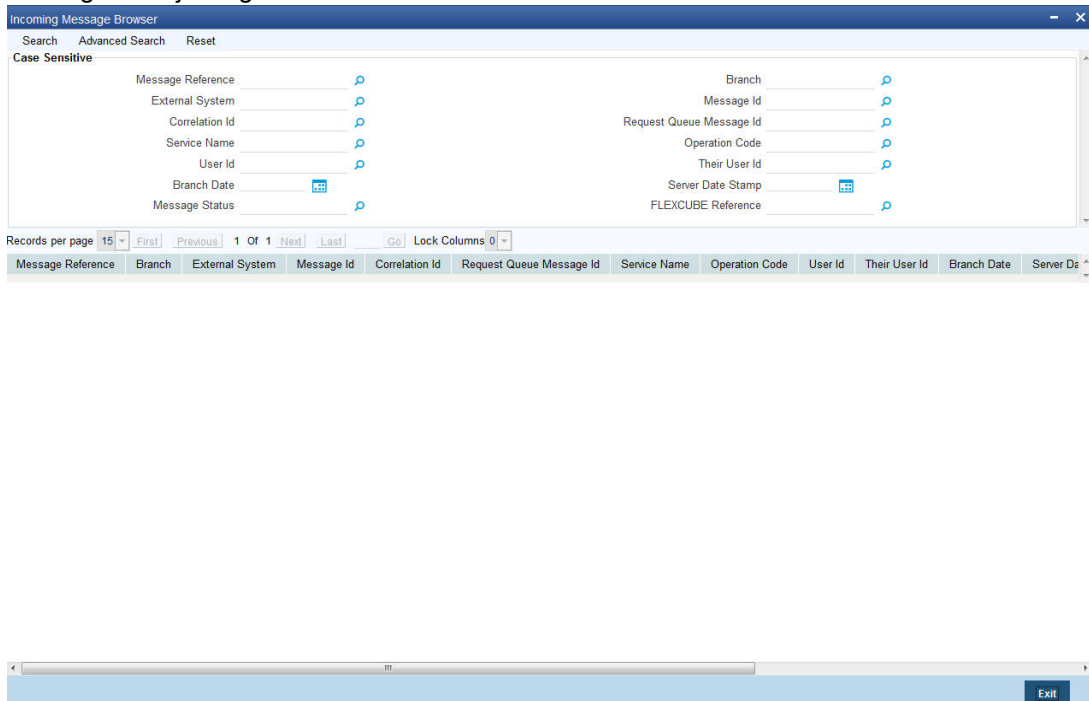 Incoming Message Browser
Search Advanced Search Reset
Case Sensitive
Message Reference Branch
External System Message Id
Correlation Id Request Queue Message Id
Service Name Operation Code
User Id Their User Id
Branch Date Server Date Stamp
Message Status FLEXCUBE Reference
Records per page 15 First Previous 1 Of 1 Next Last Go Lock Columns 0
Message Reference Branch External System Message Id Correlation Id Request Queue Message Id Service Name Operation Code User Id Their User Id Branch Date Server Da
Exit